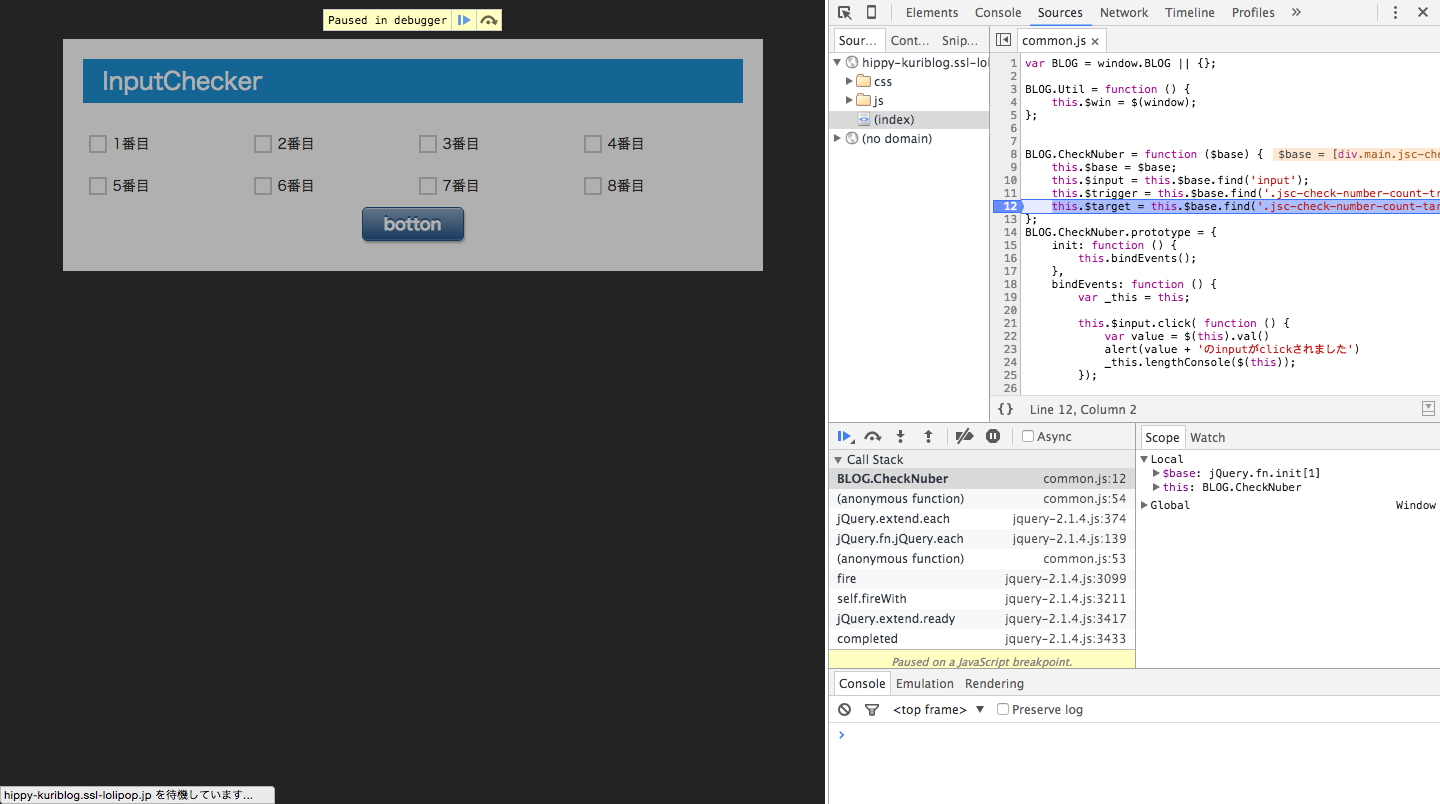 Paused in debugger
InputChecker
1番目 2番目 3番目 4番目
5番目 6番目 7番目 8番目
botton
hippy-kuriblog.ssl-lolipop.jp を待機しています...
Elements Console Sources Network Timeline Profiles »
Sour... Cont... Snip...
hippy-kuriblog.ssl-lol
css
js
(index)
(no domain)
common.js ×
1 var BLOG = window.BLOG || {};
2
3 BLOG.Util = function () {
4 this.$win = $(window);
5 };
6
7
8 BLOG.CheckNuber = function ($base) { $base = [div.main.jsc-che
9 this.$base = $base;
10 this.$input = this.$base.find('input');
11 this.$trigger = this.$base.find('.jsc-check-number-count-tr
12 this.$target = this.$base.find('.jsc-check-number-count-tar
13 };
14 BLOG.CheckNuber.prototype = {
15 init: function () {
16 this.bindEvents();
17 },
18 bindEvents: function () {
19 var _this = this;
20
21 this.$input.click( function () {
22 var value = $(this).val()
23 alert(value + 'のinputがclickされました')
24 _this.lengthConsole($(this));
25 });
26
{} Line 12, Column 2
Async
Call Stack
BLOG.CheckNuber common.js:12
(anonymous function) common.js:54
jQuery.extend.each jquery-2.1.4.js:374
jQuery.fn.jQuery.each jquery-2.1.4.js:139
(anonymous function) common.js:53
fire jquery-2.1.4.js:3099
self.fireWith jquery-2.1.4.js:3211
jQuery.extend.ready jquery-2.1.4.js:3417
completed jquery-2.1.4.js:3433
Paused on a JavaScript breakpoint.
Scope Watch
Local
$base: jQuery.fn.init[1]
this: BLOG.CheckNuber
Global Window
Console Emulation Rendering
<top frame> Preserve log